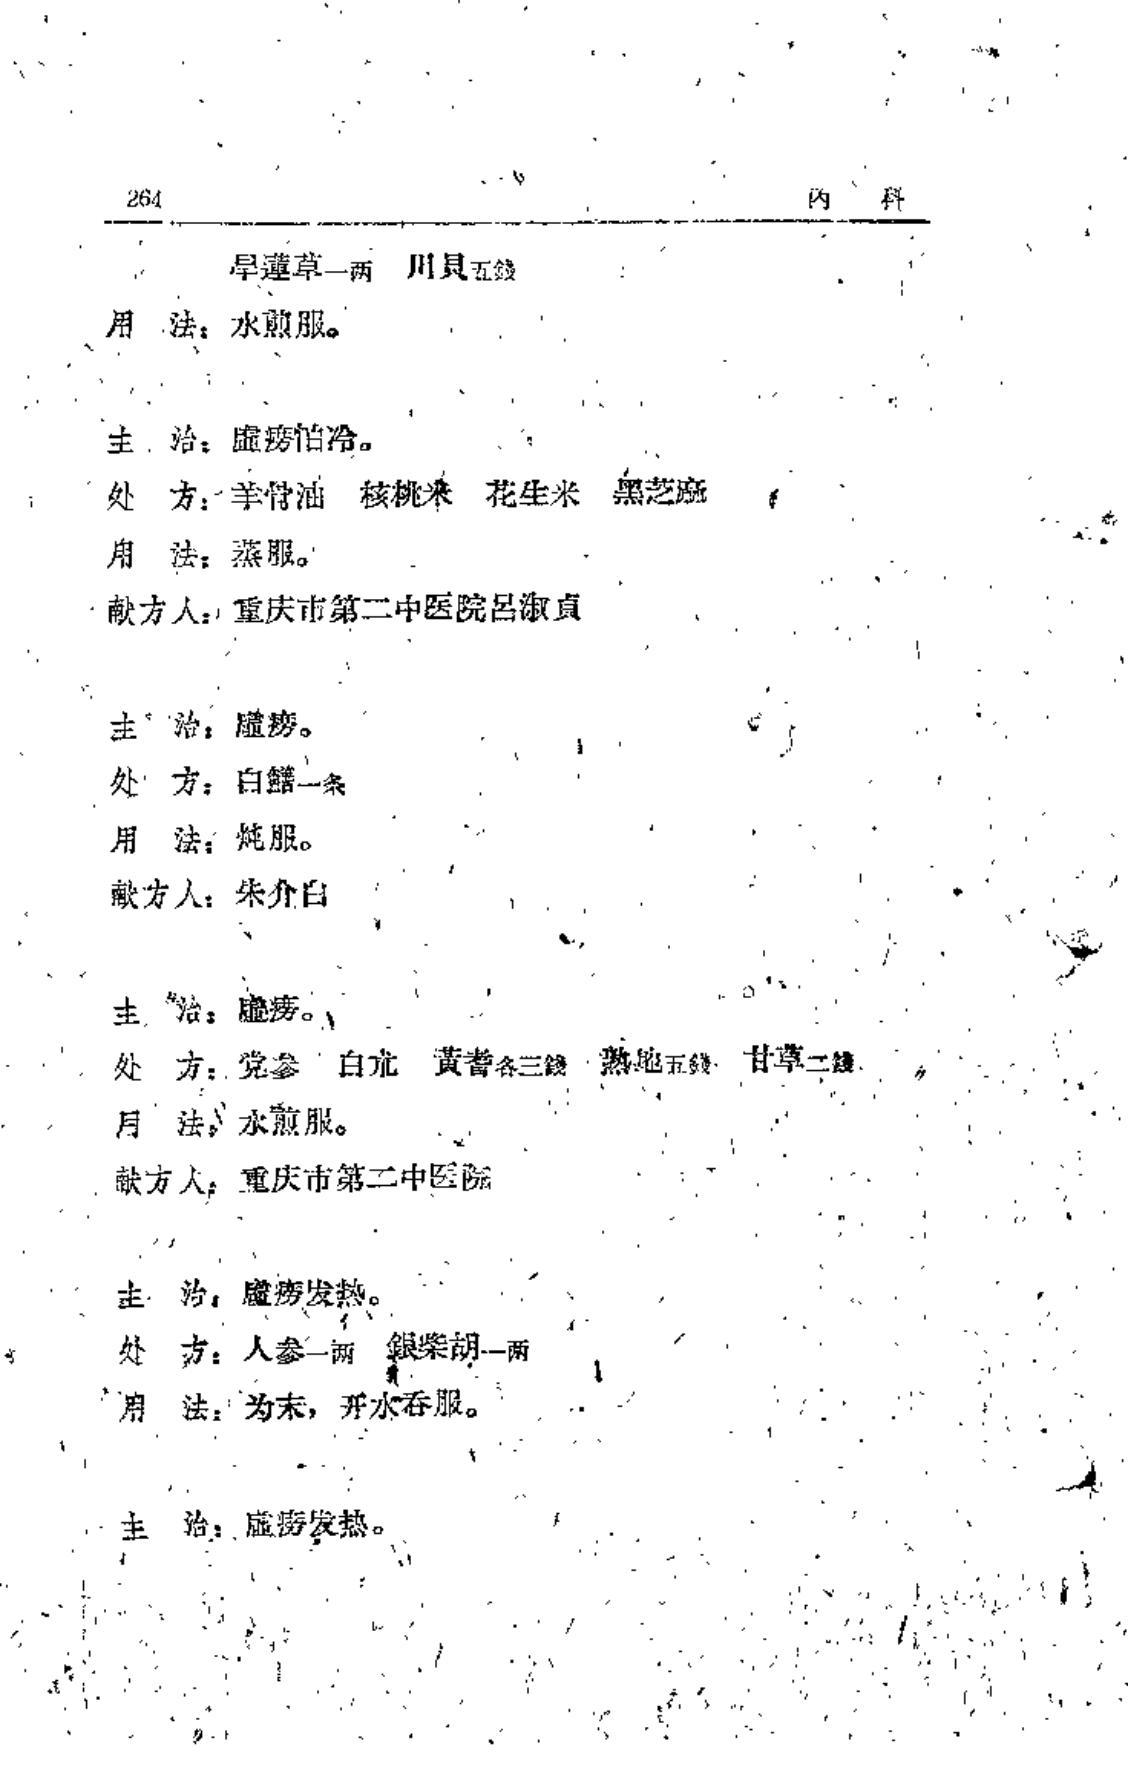 264 内 科
旱蓮草一两 川貝五錢
用 法：水煎服。
主 治：虛痨怕冷。
处 方：羊骨油 核桃米 花生米 黑芝麻
用 法：蒸服。
献方人：重庆市第二中医院呂淑貞
主 治：虛痨。
处 方：白鱔一条
用 法：炖服。
献方人：朱介白
主 治：虛痨。
处 方：党参 白朮 黃耆各三錢 熟地五錢 甘草二錢
用 法：水煎服。
献方人：重庆市第二中医院
主 治：虛痨发热。
处 方：人参一两 銀柴胡一两
用 法：为末，开水吞服。
主 治：虛痨发热。